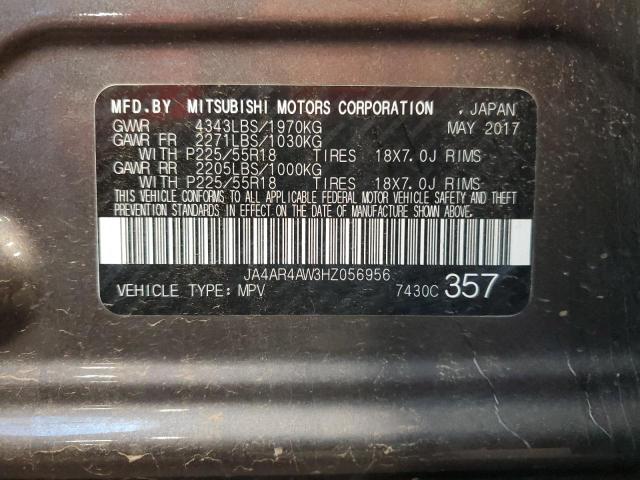 MFD.BY MITSUBISHI MOTORS CORPORATION , JAPAN
GVWR 4343LBS/1970KG MAY 2017
GAWR FR 2271LBS/1030KG
WITH P225/55R18 TIRES 18X7.0J RIMS
GAWR RR 2205LBS/1000KG
WITH P225/55R18 TIRES 18X7.0J RIMS
THIS VEHICLE CONFORMS TO ALL APPLICABLE FEDERAL MOTOR VEHICLE SAFETY AND THEFT
PREVENTION STANDARDS IN EFFECT ON THE DATE OF MANUFACTURE SHOWN ABOVE.
JA4AR4AW3HZ056956
VEHICLE TYPE: MPV 7430C 357